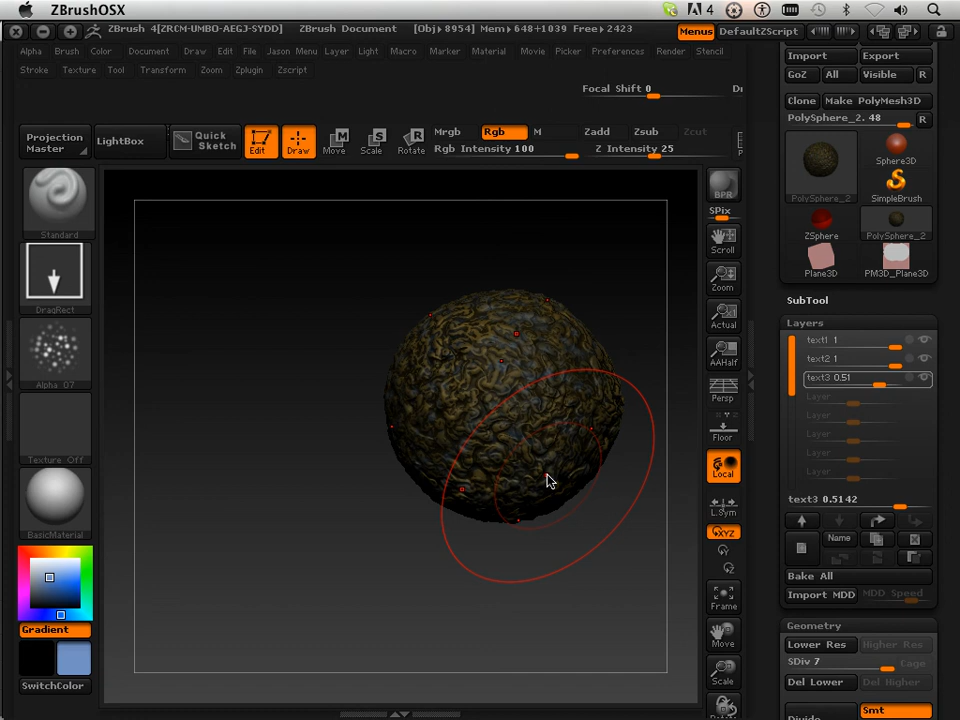 ZBrushOSX
4
ZBrush 4[ZRCM-UMBO-AEGJ-SYDD] ZBrush Document [Obj>8954] Mem>648+1039 Free>2423 Menus DefaultZScript
Alpha Brush Color Document Draw Edit File Jason Menu Layer Light Macro Marker Material Movie Picker Preferences Render Stencil
Stroke Texture Tool Transform Zoom Zplugin Zscript
Focal Shift 0
Projection Master
LightBox
Quick Sketch
Edit
Draw
Move
Scale
Rotate
Mrgb Rgb M Zadd Zsub Zcut
Rgb Intensity 100 Z Intensity 25
Standard
DragRect
Alpha_07
Texture Off
BasicMaterial
Gradient
SwitchColor
BPR
SPix
Scroll
Zoom
Actual
AAHalf
Persp
Floor
Local
L.Sym
XYZ
Frame
Move
Scale
Import Export
GoZ All Visible R
Clone Make PolyMesh3D
PolySphere_2. 48 R
PolySphere_2
Sphere3D
SimpleBrush
ZSphere
PolySphere_2
Plane3D
PM3D_Plane3D
SubTool
Layers
text1 1
text2 1
text3 0.51
Layer
Layer
Layer
Layer
Layer
text3 0.5142
Name
Bake All
Import MDD MDD Speed
Geometry
Lower Res Higher Res
SDiv 7 Cage
Del Lower Del Higher
Divide Smt